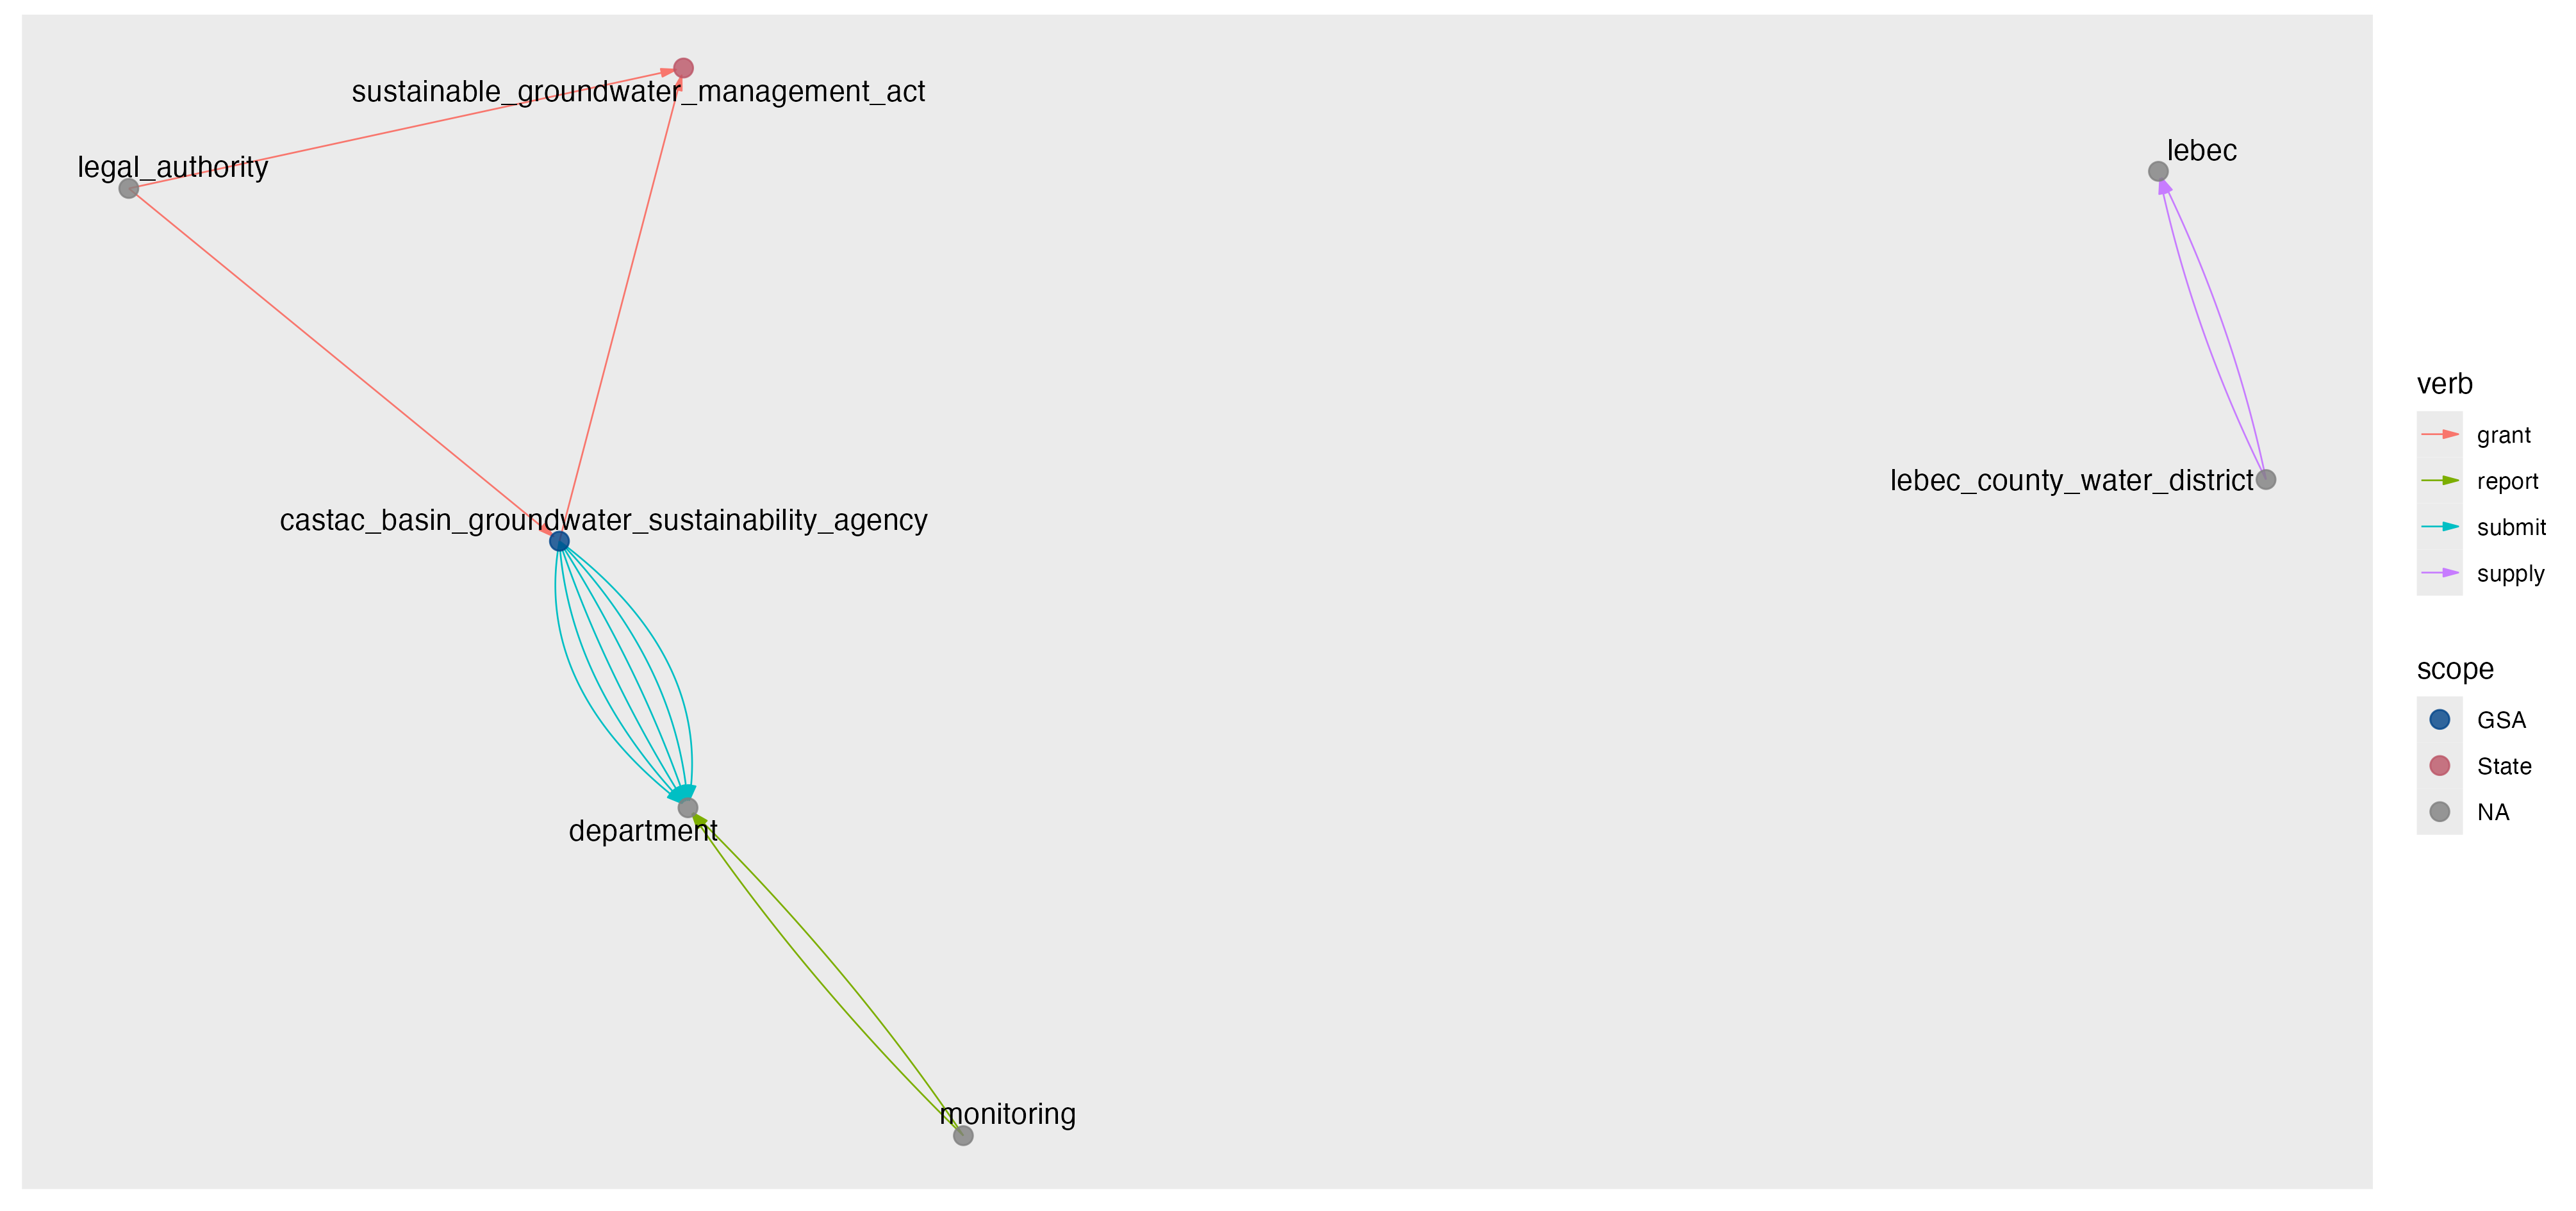 sustainable_groundwater_management_act
legal_authority
lebec
lebec_county_water_district
castac_basin_groundwater_sustainability_agency
department
monitoring
verb
grant
report
submit
supply
scope
GSA
State
NA